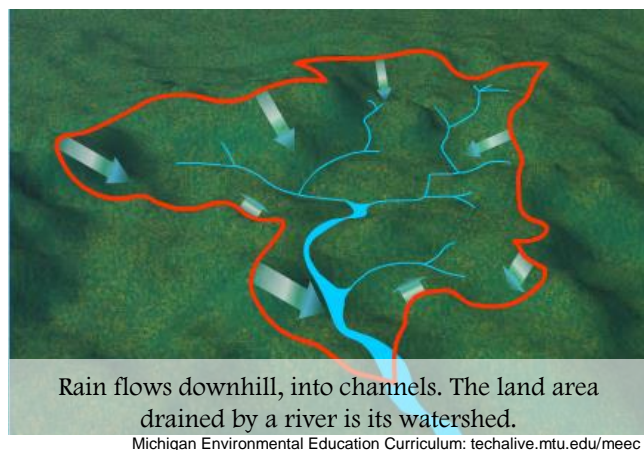 Rain flows downhill, into channels. The land area
drained by a river is its watershed.
Michigan Environmental Education Curriculum: techalive.mtu.edu/meec